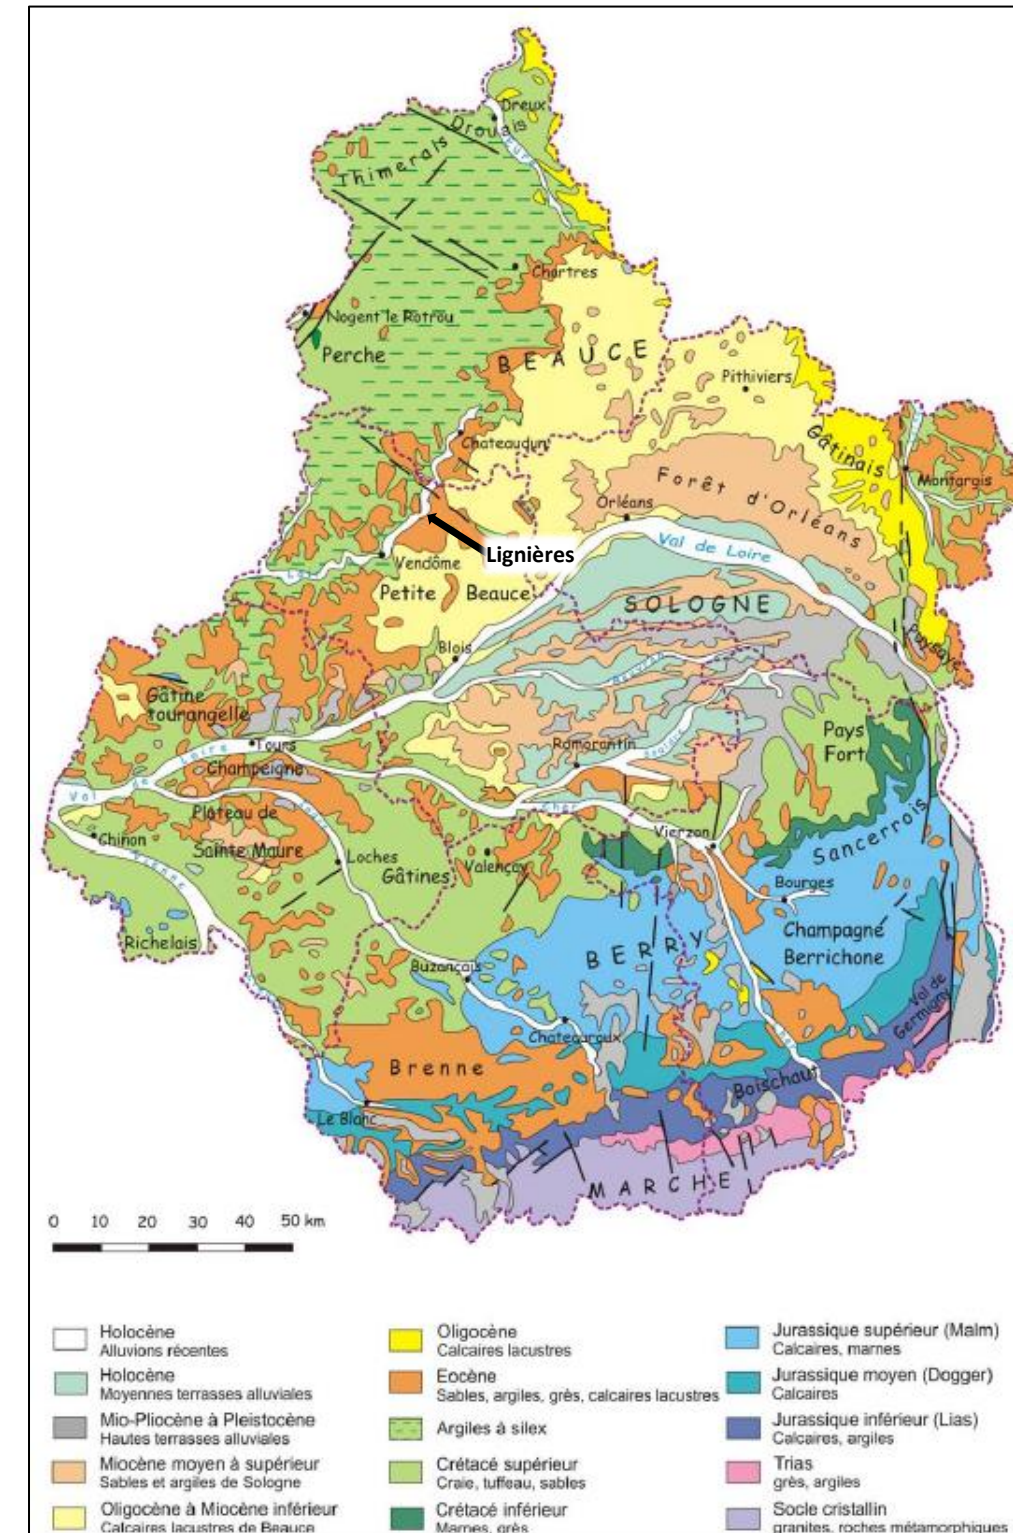 Dreux
Drouais
Eure
Thimerais
Chartres
Nogent le Rotrou
Perche
BEAUCE
Pithiviers
Chateaudun
Gâtinais
Montargis
Forêt d'Orléans
Orléans
Lignières
Val de Loire
Vendôme
Petite Beauce
SOLOGNE
Puysaye
Blois
Beuvron
Gâtine
tourangelle
Pays
Fort
Tours
Romorantin
Champeigne
Val de Loire
Cher
Plateau de
Sainte Maure
Chinon
Vienne
Indre
Loches
Gâtines
Valençay
Vierzon
Sancerrois
Bourges
Richelais
Champagne
Berrichone
BERRY
Buzançais
Chateauroux
Val de
Germigny
Cher
Brenne
Boischaut
Le Blanc
MARCHE
0 10 20 30 40 50 km
Holocène
Alluvions récentes
Holocène
Moyennes terrasses alluviales
Mio-Pliocène à Pleistocène
Hautes terrasses alluviales
Miocène moyen à supérieur
Sables et argiles de Sologne
Oligocène à Miocène inférieur
Calcaires lacustres de Beauce
Oligocène
Calcaires lacustres
Eocène
Sables, argiles, grès, calcaires lacustres
Argiles à silex
Crétacé supérieur
Craie, tuffeau, sables
Crétacé inférieur
Marnes, grès
Jurassique supérieur (Malm)
Calcaires, marnes
Jurassique moyen (Dogger)
Calcaires
Jurassique inférieur (Lias)
Calcaires, argiles
Trias
grès, argiles
Socle cristallin
granites, roches métamorphiques